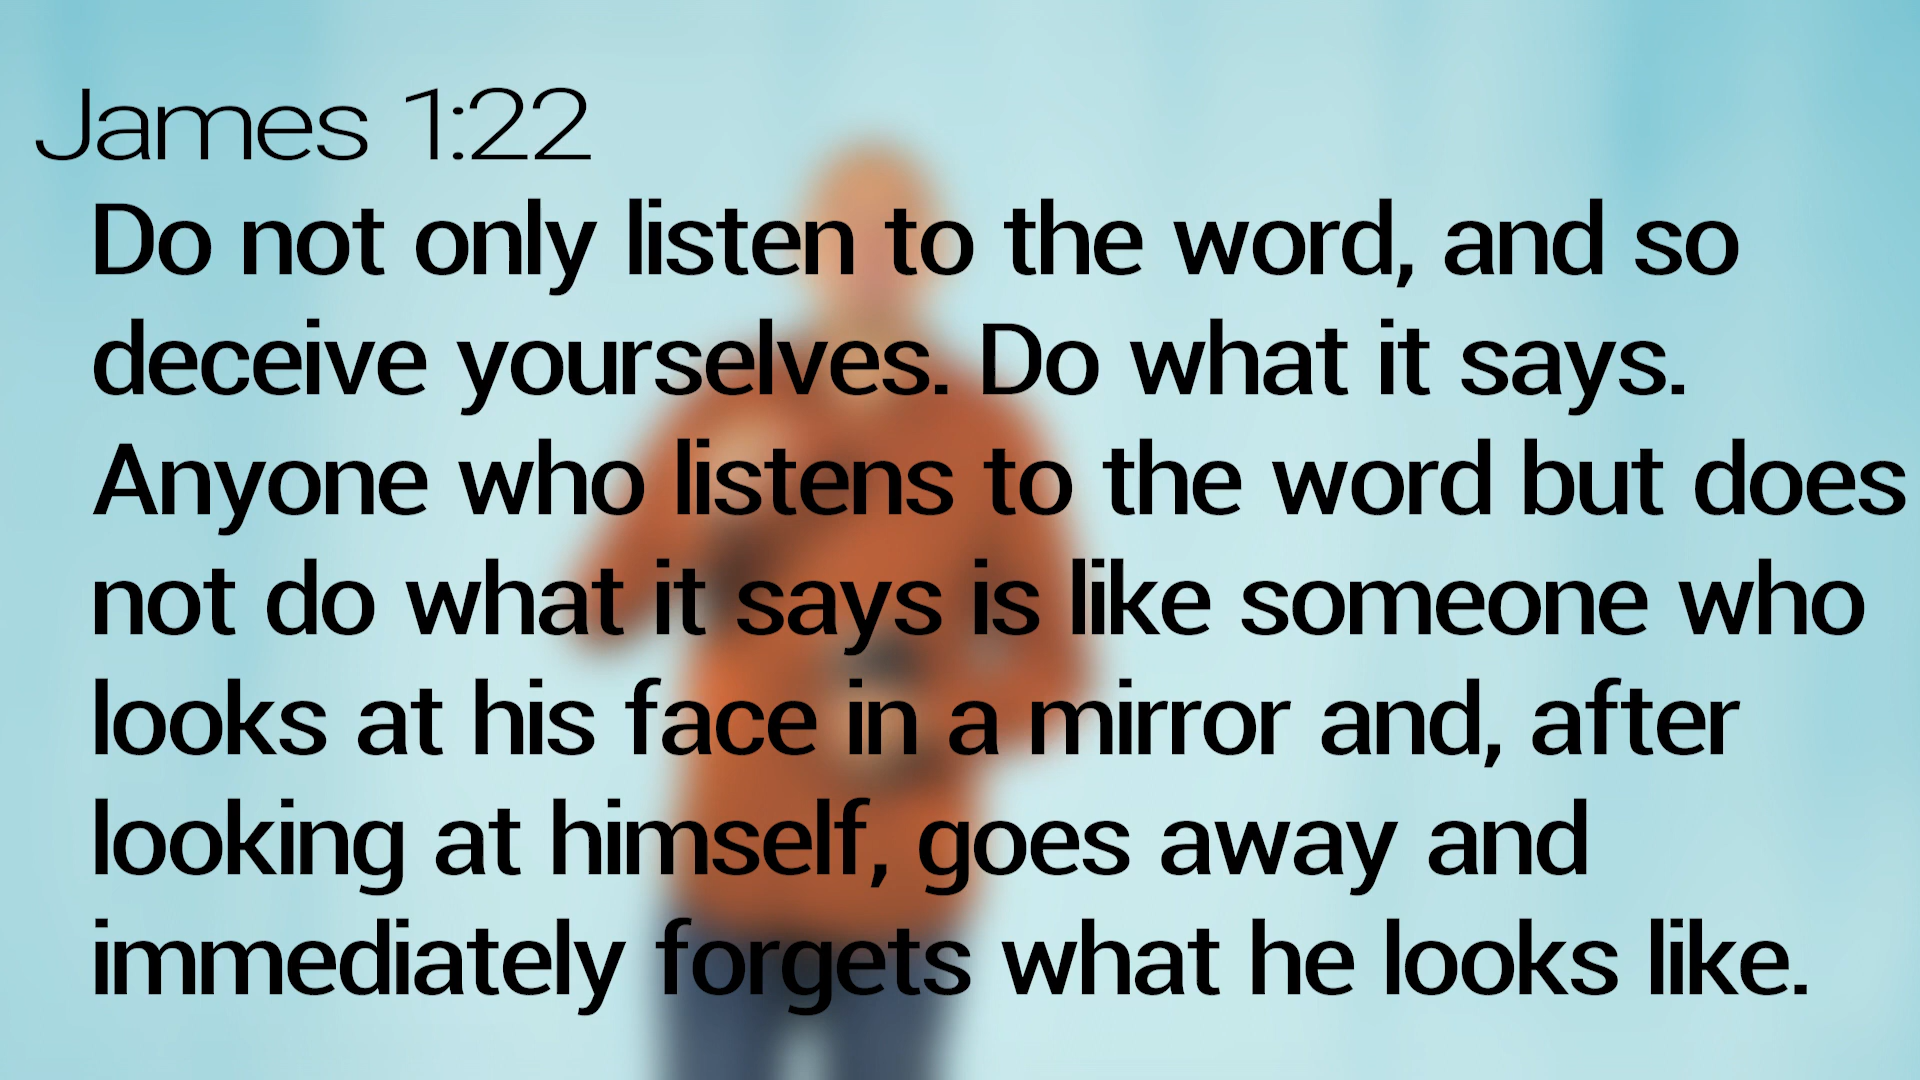 James 1:22
Do not only listen to the word, and so
deceive yourselves. Do what it says.
Anyone who listens to the word but does
not do what it says is like someone who
looks at his face in a mirror and, after
looking at himself, goes away and
immediately forgets what he looks like.